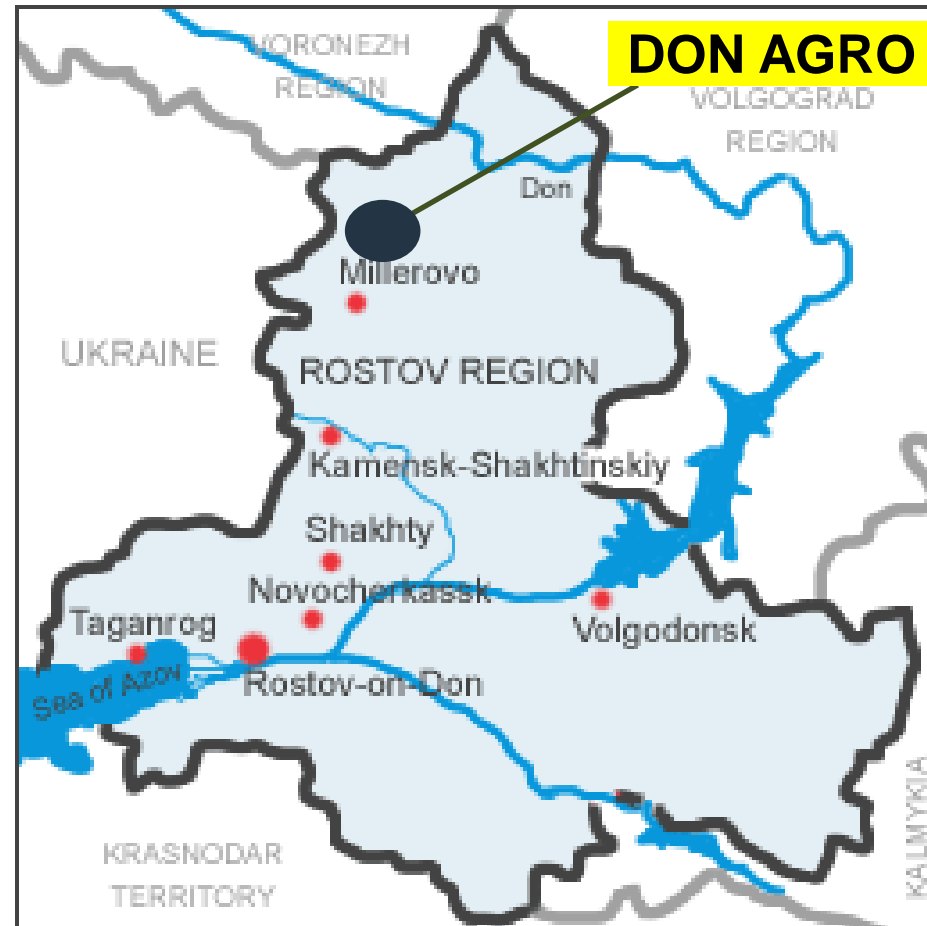 VORONEZH
REGION
DON AGRO
VOLGOGRAD
REGION
Don
Millerovo
UKRAINE
ROSTOV REGION
Kamensk-Shakhtinskiy
Shakhty
Novocherkassk
Taganrog
Volgodonsk
Sea of Azov
Rostov-on-Don
KRASNODAR
TERRITORY
KALMYKIA